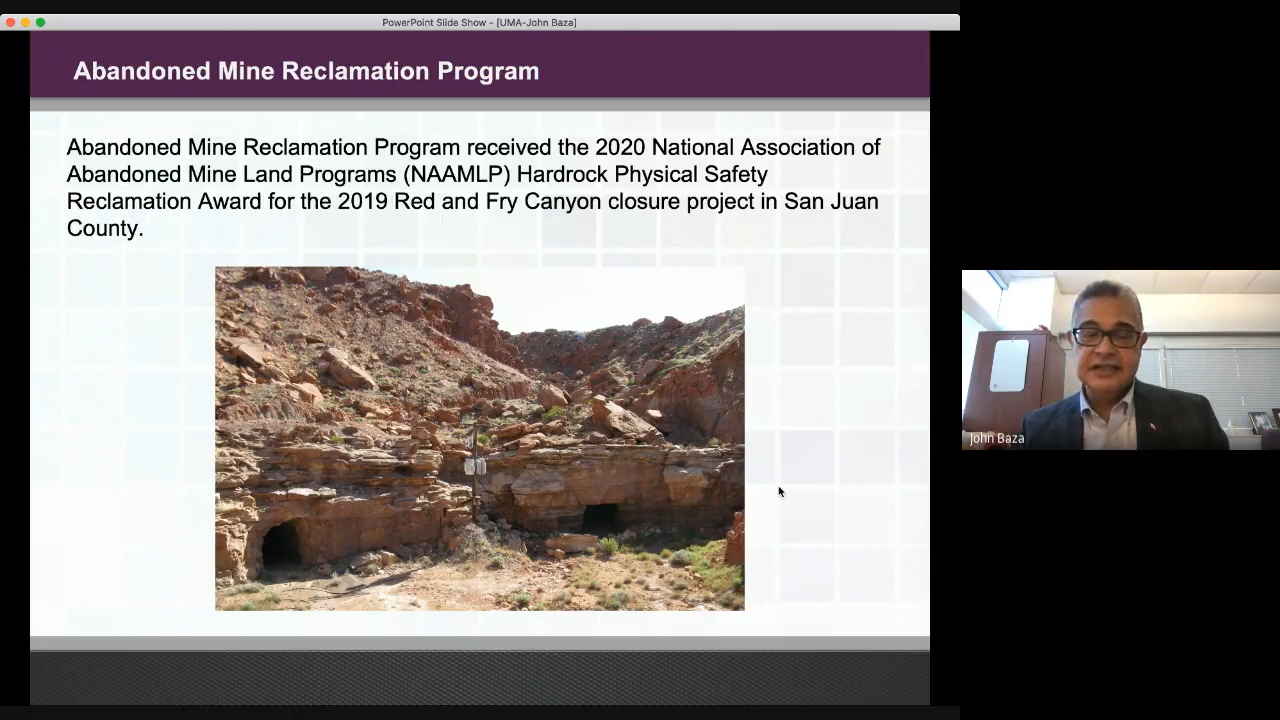 PowerPoint Slide Show - [UMA-John Baza]
Abandoned Mine Reclamation Program
Abandoned Mine Reclamation Program received the 2020 National Association of
Abandoned Mine Land Programs (NAAMLP) Hardrock Physical Safety
Reclamation Award for the 2019 Red and Fry Canyon closure project in San Juan
County.
John Baza